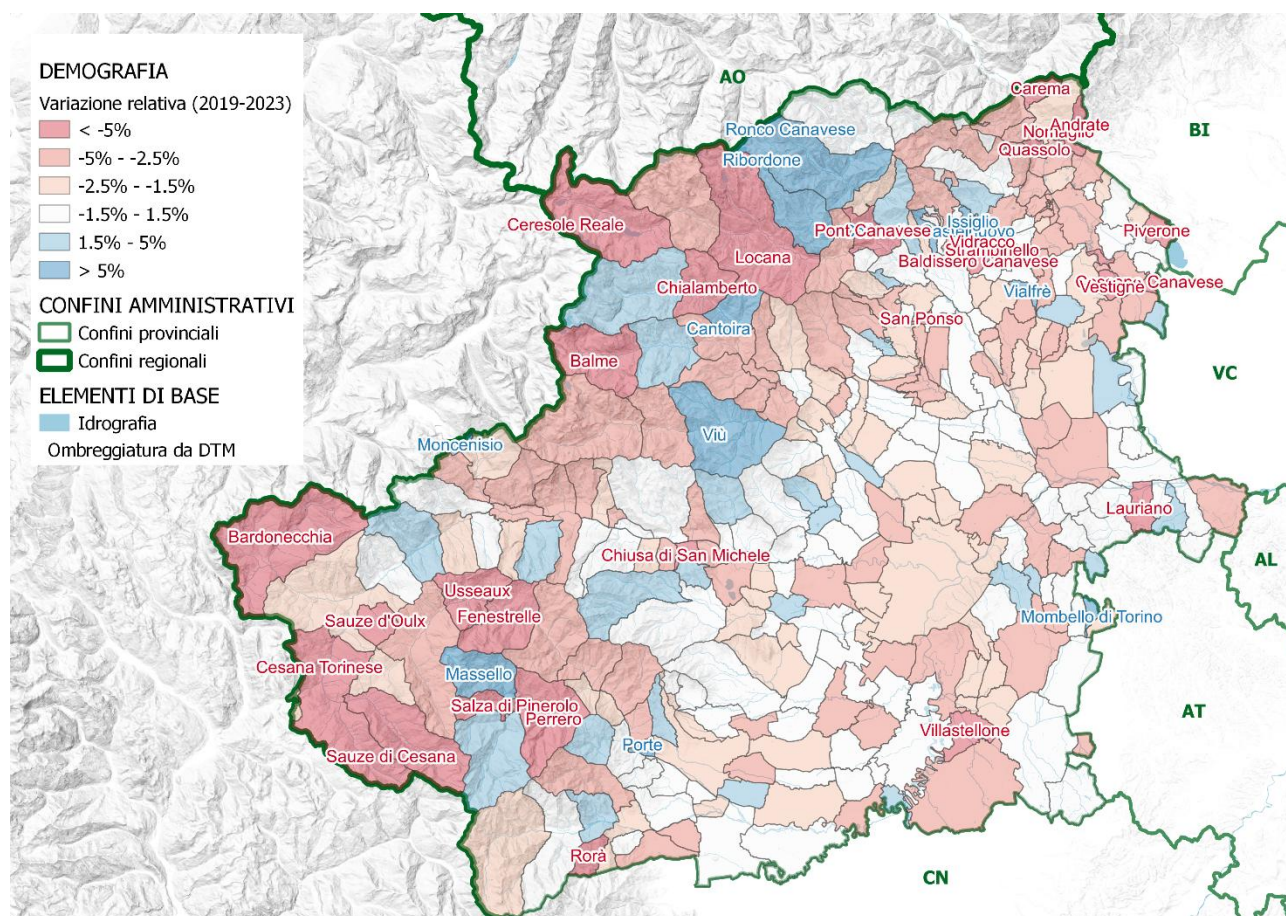 DEMOGRAFIA
Variazione relativa (2019-2023)
< -5%
-5% - -2.5%
-2.5% - -1.5%
-1.5% - 1.5%
1.5% - 5%
> 5%
CONFINI AMMINISTRATIVI
Confini provinciali
Confini regionali
ELEMENTI DI BASE
Idrografia
Ombreggiatura da DTM
AO
Carema
Andrate
Nomaglio
Quassolo
BI
Ronco Canavese
Ribordone
Ceresole Reale
Issiglio
Pont Canavese
Vidracco
Strambinello
Piverone
Locana
Baldissero Canavese
Chialamberto
Canavese
Vestignè
Vialfrè
San Ponso
Cantoira
Balme
VC
Viù
Moncenisio
Bardonecchia
Lauriano
Chiusa di San Michele
AL
Usseaux
Fenestrelle
Sauze d'Oulx
Mombello di Torino
Cesana Torinese
Massello
Salza di Pinerolo
Perrero
AT
Villastellone
Porte
Sauze di Cesana
Rorà
CN